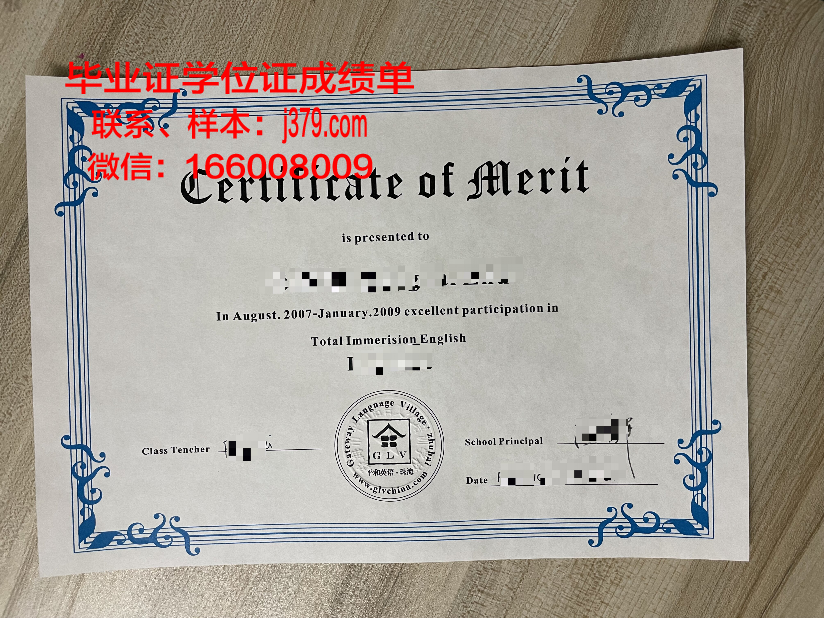 毕业证学位证成绩单
联系：样本：j379.com
微信：166008009
Certificate of Merit
is presented to
In August. 2007-January.2009 excellent participation in
Total Immerision English
Class Tencher
Gateway Language Village. zhuhai
GLV
www.glvchina.com
School Principal
Date